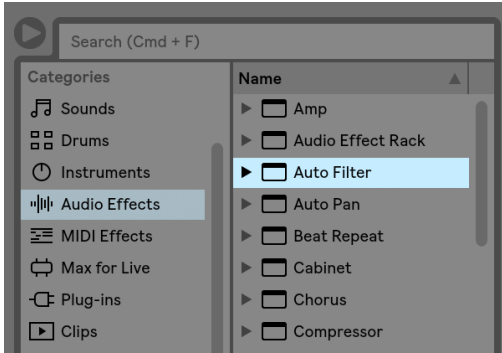 Search (Cmd + F)
Categories
Sounds
Drums
Instruments
Audio Effects
MIDI Effects
Max for Live
Plug-ins
Clips
Name
Amp
Audio Effect Rack
Auto Filter
Auto Pan
Beat Repeat
Cabinet
Chorus
Compressor